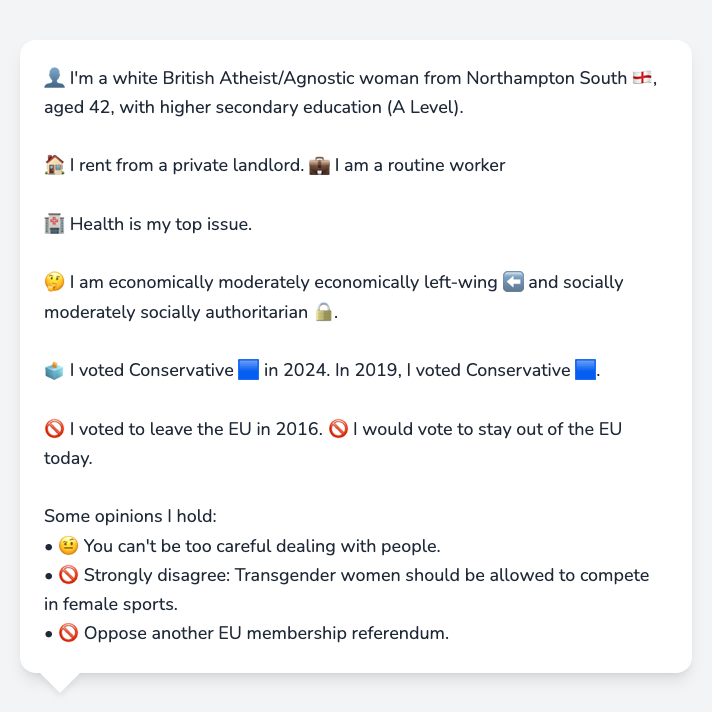 👤 I'm a white British Atheist/Agnostic woman from Northampton South 🏴󠁧󠁢󠁥󠁮󠁧󠁿,
aged 42, with higher secondary education (A Level).
🏠 I rent from a private landlord. 💼 I am a routine worker
🏥 Health is my top issue.
🤔 I am economically moderately economically left-wing ⬅️ and socially
moderately socially authoritarian 🔒.
🗳️ I voted Conservative 🟦 in 2024. In 2019, I voted Conservative 🟦.
🚫 I voted to leave the EU in 2016. 🚫 I would vote to stay out of the EU
today.
Some opinions I hold:
• 🤨 You can't be too careful dealing with people.
• 🚫 Strongly disagree: Transgender women should be allowed to compete
in female sports.
• 🚫 Oppose another EU membership referendum.